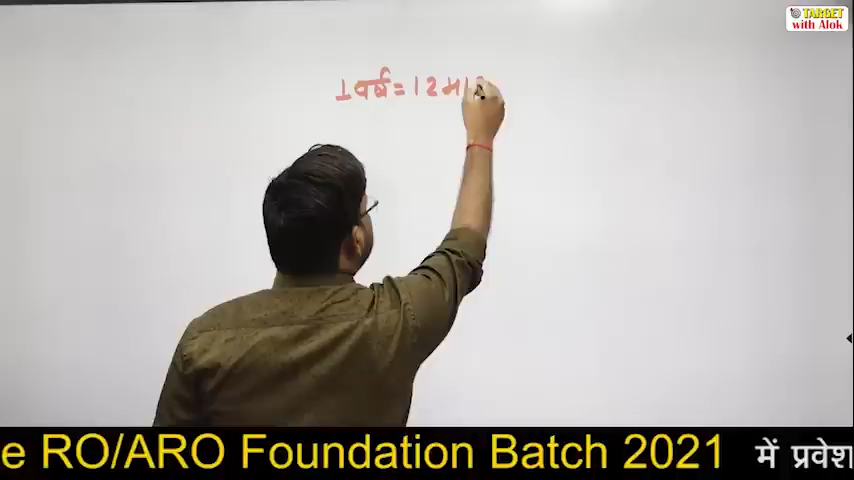 TARGET
with Alok
1 वर्ष = 12 मा
e RO/ARO Foundation Batch 2021 में प्रवेश